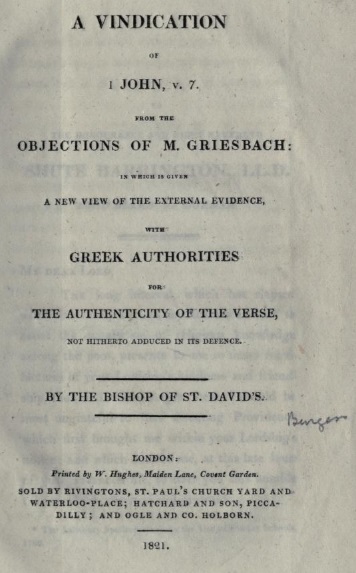 A VINDICATION
OF
1 JOHN, v. 7.
FROM THE
OBJECTIONS OF M. GRIESBACH:
IN WHICH IS GIVEN
A NEW VIEW OF THE EXTERNAL EVIDENCE,
WITH
GREEK AUTHORITIES
FOR
THE AUTHENTICITY OF THE VERSE,
NOT HITHERTO ADDUCED IN ITS DEFENCE.
BY THE BISHOP OF ST. DAVID'S.
Burgess
LONDON:
Printed by W. Hughes, Maiden Lane, Covent Garden.
SOLD BY RIVINGTONS, ST. PAUL'S CHURCH YARD AND
WATERLOO-PLACE; HATCHARD AND SON, PICCA-
DILLY; AND OGLE AND CO. HOLBORN.
1821.